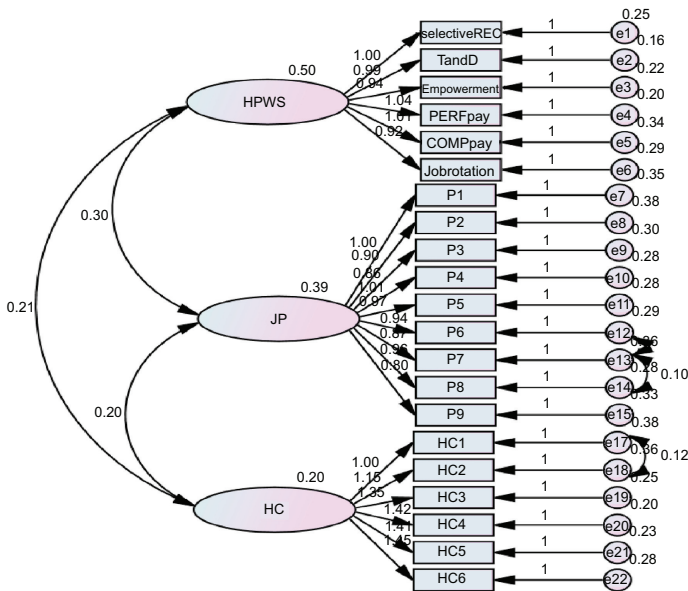 0.25
selectiveREC 1 e1
1.00 0.16
0.99 TandD 1 e2
0.50 0.94 0.22
Empowerment 1 e3
HPWS 0.20
1.04 PERFpay 1 e4
1.01 0.34
0.92 COMPpay 1 e5
0.29
Jobrotation 1 e6
0.35
P1 1 e7
0.38
0.30 P2 1 e8
0.30
1.00 P3 1 e9
0.90 0.28
0.86 P4 1 e10
0.39 1.01 0.28
0.21 0.97 P5 1 e11
0.29
JP 0.94 P6 1 e12
0.87
0.96 P7 1 e13
0.80 0.28 0.10
P8 1 e14
0.33
0.20 P9 1 e15
0.38
HC1 1 e17
0.36 0.12
1.00 HC2 1 e18
0.20 1.15 0.25
1.35 HC3 1 e19
0.20
HC 1.42 HC4 1 e20
1.41 0.23
1.45 HC5 1 e21
0.28
HC6 1 e22